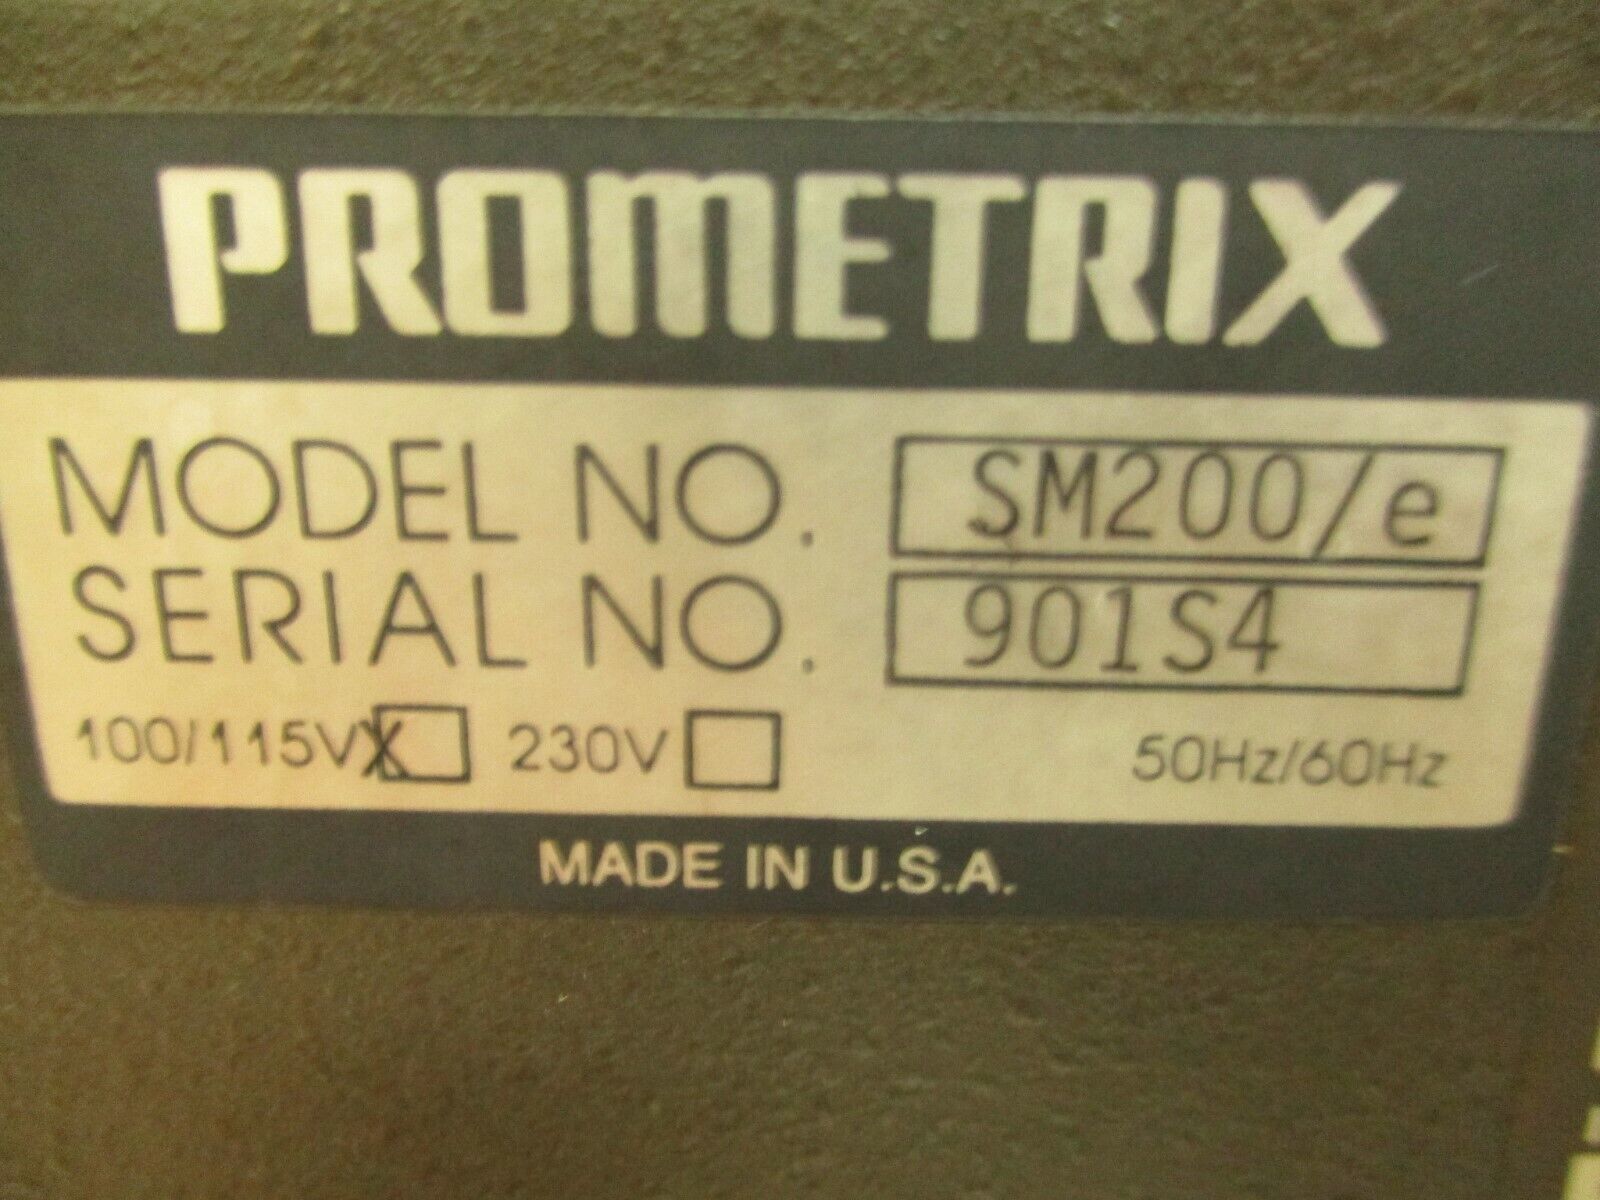 PROMETRIX
MODEL NO. SM200/e
SERIAL NO. 901S4
100/115V X 230V 50Hz/60Hz
MADE IN U.S.A.